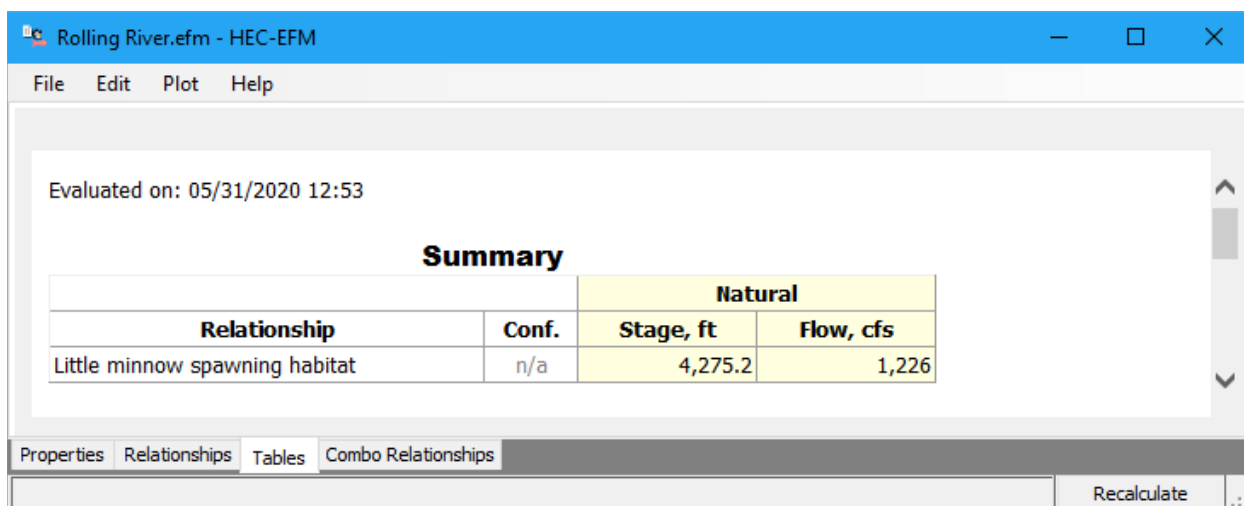 Rolling River.efm - HEC-EFM
File Edit Plot Help
Evaluated on: 05/31/2020 12:53
Summary
Natural
Relationship Conf. Stage, ft Flow, cfs
Little minnow spawning habitat n/a 4,275.2 1,226
Properties Relationships Tables Combo Relationships
Recalculate